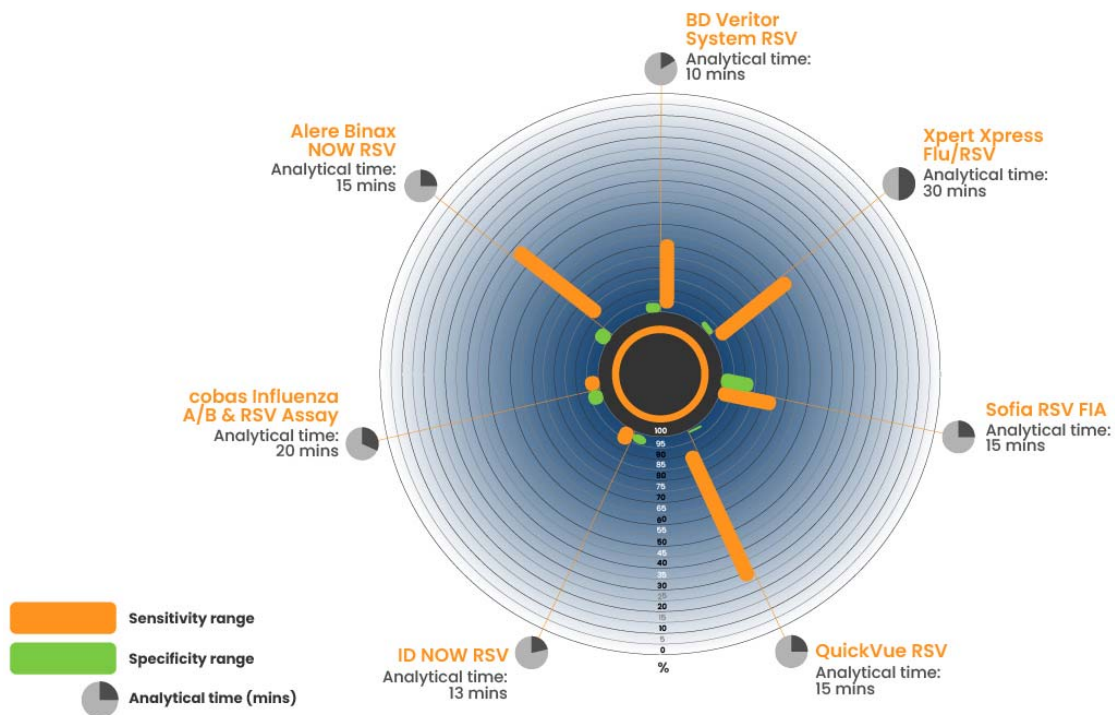 BD Veritor
System RSV
Analytical time:
10 mins
Alere Binax
NOW RSV
Analytical time:
15 mins
Xpert Xpress
Flu/RSV
Analytical time:
30 mins
cobas Influenza
A/B & RSV Assay
Analytical time:
20 mins
Sofia RSV FIA
Analytical time:
15 mins
100
95
90
85
80
75
70
65
60
55
50
45
40
35
30
25
20
15
10
5
0
%
ID NOW RSV
Analytical time:
13 mins
QuickVue RSV
Analytical time:
15 mins
Sensitivity range
Specificity range
Analytical time (mins)